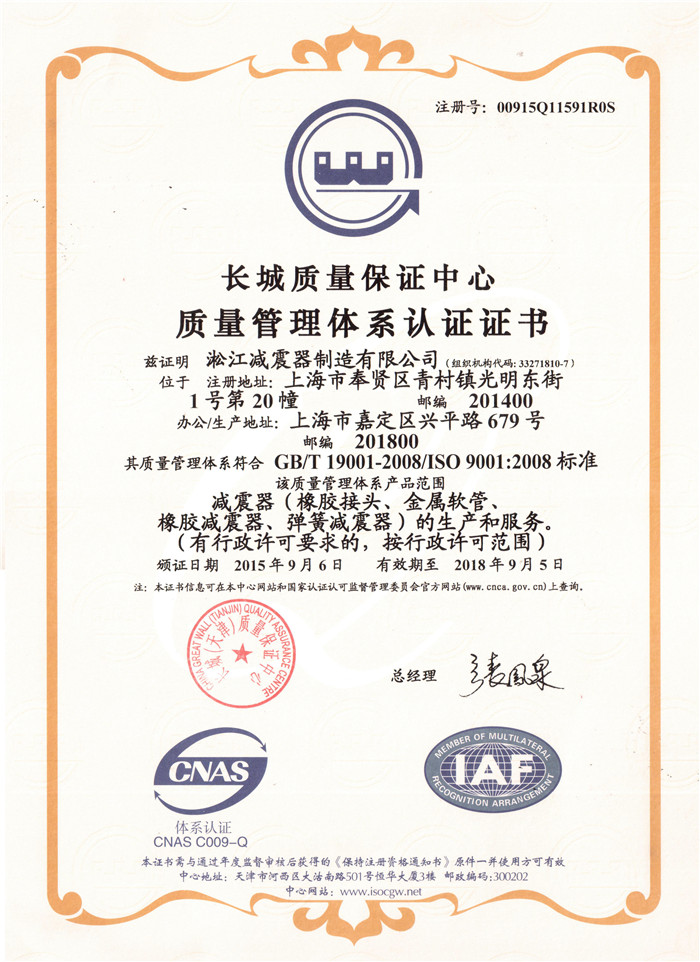 注册号：00915Q11591R0S
长城质量保证中心
质量管理体系认证证书
兹证明 淞江减震器制造有限公司（组织机构代码：33271810-7）
位于 注册地址：上海市奉贤区青村镇光明东街
1号第20幢 邮编 201400
办公/生产地址：上海市嘉定区兴平路679号
邮编 201800
其质量管理体系符合 GB/T 19001-2008/ISO 9001:2008 标准
该质量管理体系产品范围
减震器（橡胶接头、金属软管、
橡胶减震器、弹簧减震器）的生产和服务。
（有行政许可要求的，按行政许可范围）
颁证日期 2015年9月6日 有效期至 2018年9月5日
注：本证书信息可在本中心网站和国家认证认可监督管理委员会官方网站(www.cnca.gov.cn)上查询。
CHINA GREAT WALL (TIANJIN) QUALITY ASSURANCE CENTRE
长城（天津）质量保证中心
总经理
CNAS
体系认证
CNAS C009-Q
MEMBER OF MULTILATERAL
IAF
RECOGNITION ARRANGEMENT
本证书需与通过年度监督审核后获得的《保持注册资格通知书》原件一并使用方可有效
中心地址：天津市河西区大沽南路501号恒华大厦3楼 邮政编码:300202
中心网站：www.isocgw.net